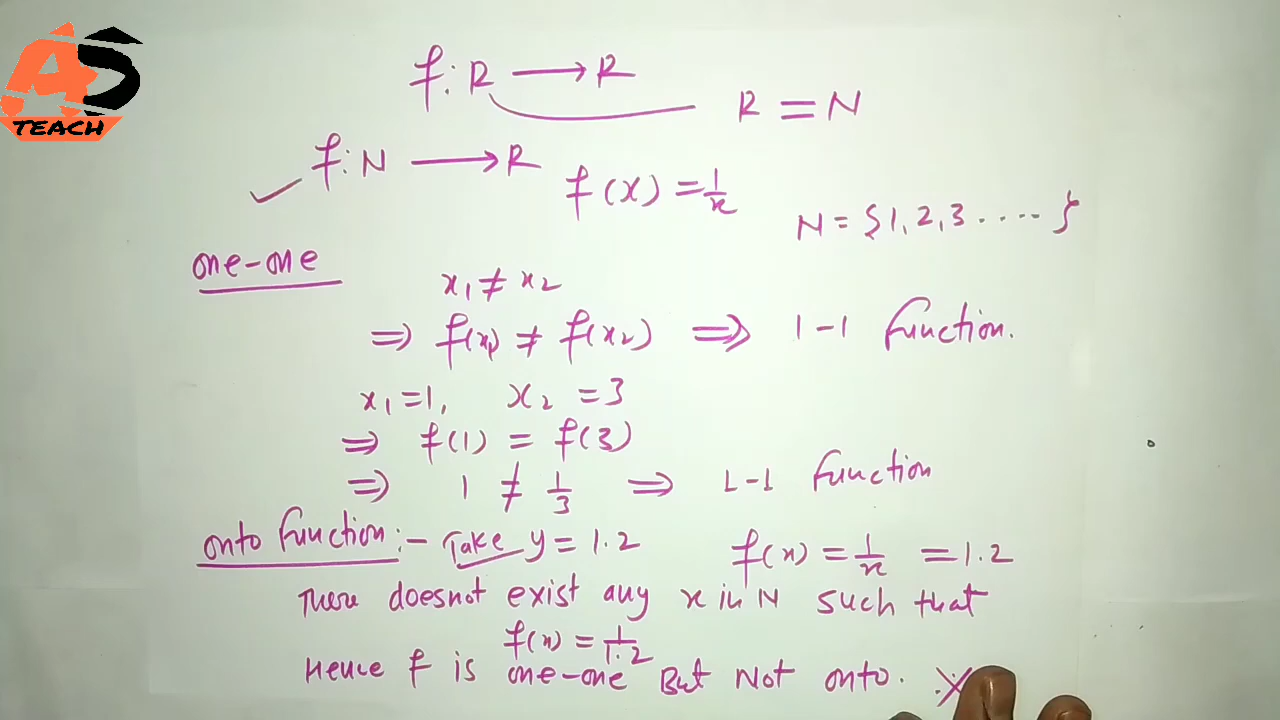 AS
TEACH
f: R ⟶ R
R = N
f: N ⟶ R
f(x) = 1/x
N = {1, 2, 3 ..... }
one-one
x₁ ≠ x₂
⇒ f(x₁) ≠ f(x₂) ⇒ 1-1 function.
x₁ = 1, x₂ = 3
⇒ f(1) = f(3)
⇒ 1 ≠ 1/3 ⇒ 1-1 function
onto function:- Take y = 1.2 f(x) = 1/x = 1.2
There doesnot exist any x in N such that
f(x) = 1/1.2
Hence f is one-one But Not onto.